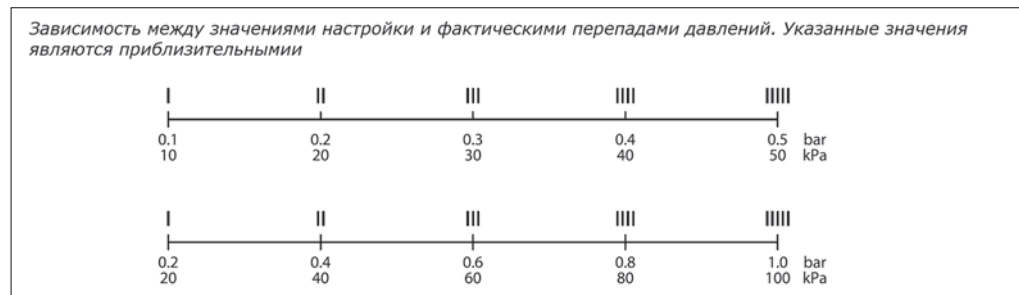 Зависимость между значениями настройки и фактическими перепадами давлений. Указанные значения
являются приблизительнымии
I II III IIII IIIII
0.1 0.2 0.3 0.4 0.5 bar
10 20 30 40 50 kPa
I II III IIII IIIII
0.2 0.4 0.6 0.8 1.0 bar
20 40 60 80 100 kPa